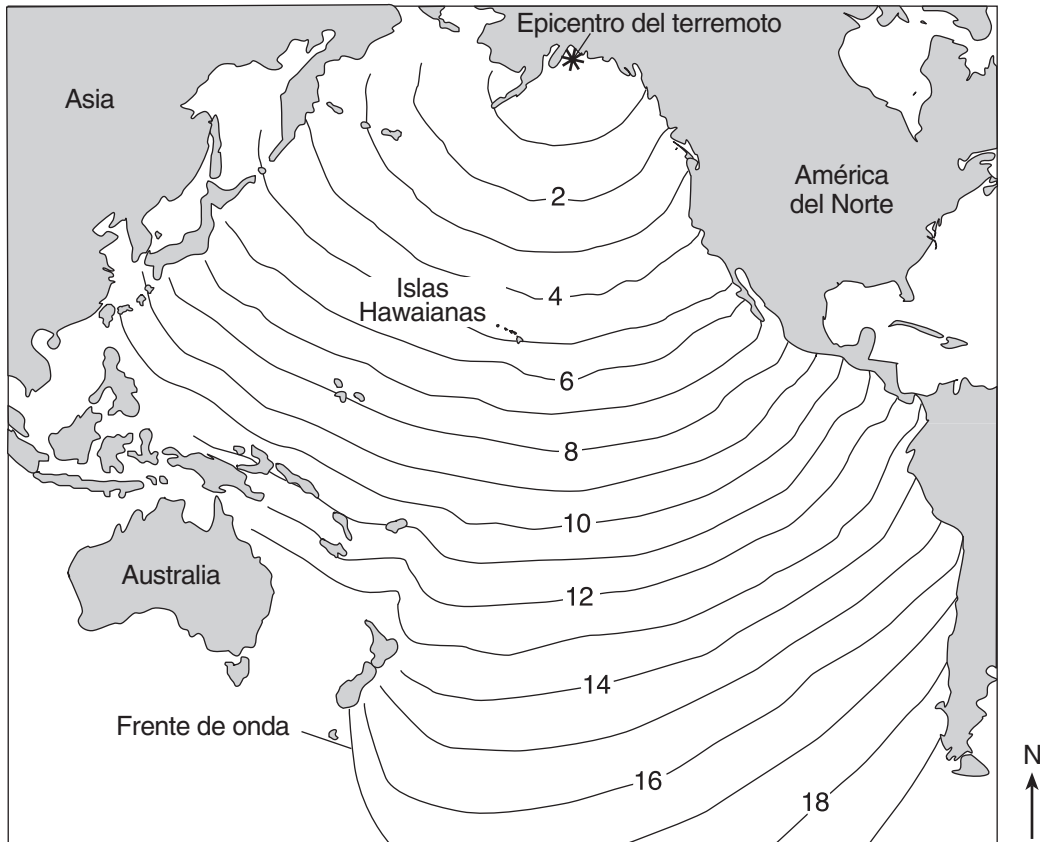 Epicentro del terremoto
Asia
América
del Norte
2
Islas
Hawaianas
4
6
8
10
Australia
12
14
Frente de onda
16
18
N